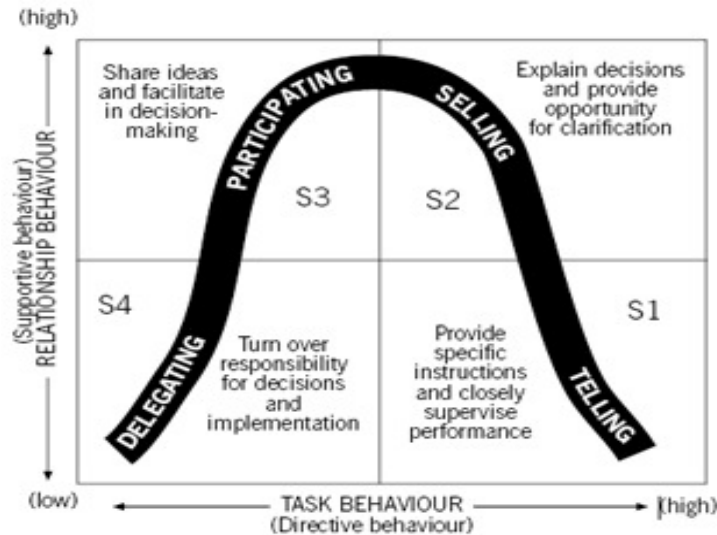 (high)
Share ideas
and facilitate
in decision-
making
PARTICIPATING
SELLING
Explain decisions
and provide
opportunity
for clarification
S3
S2
(Supportive behaviour)
RELATIONSHIP BEHAVIOUR
S4
DELEGATING
Turn over
responsibility
for decisions
and
implementation
Provide
specific
instructions
and closely
supervise
performance
S1
TELLING
(low)
TASK BEHAVIOUR
(Directive behaviour)
(high)